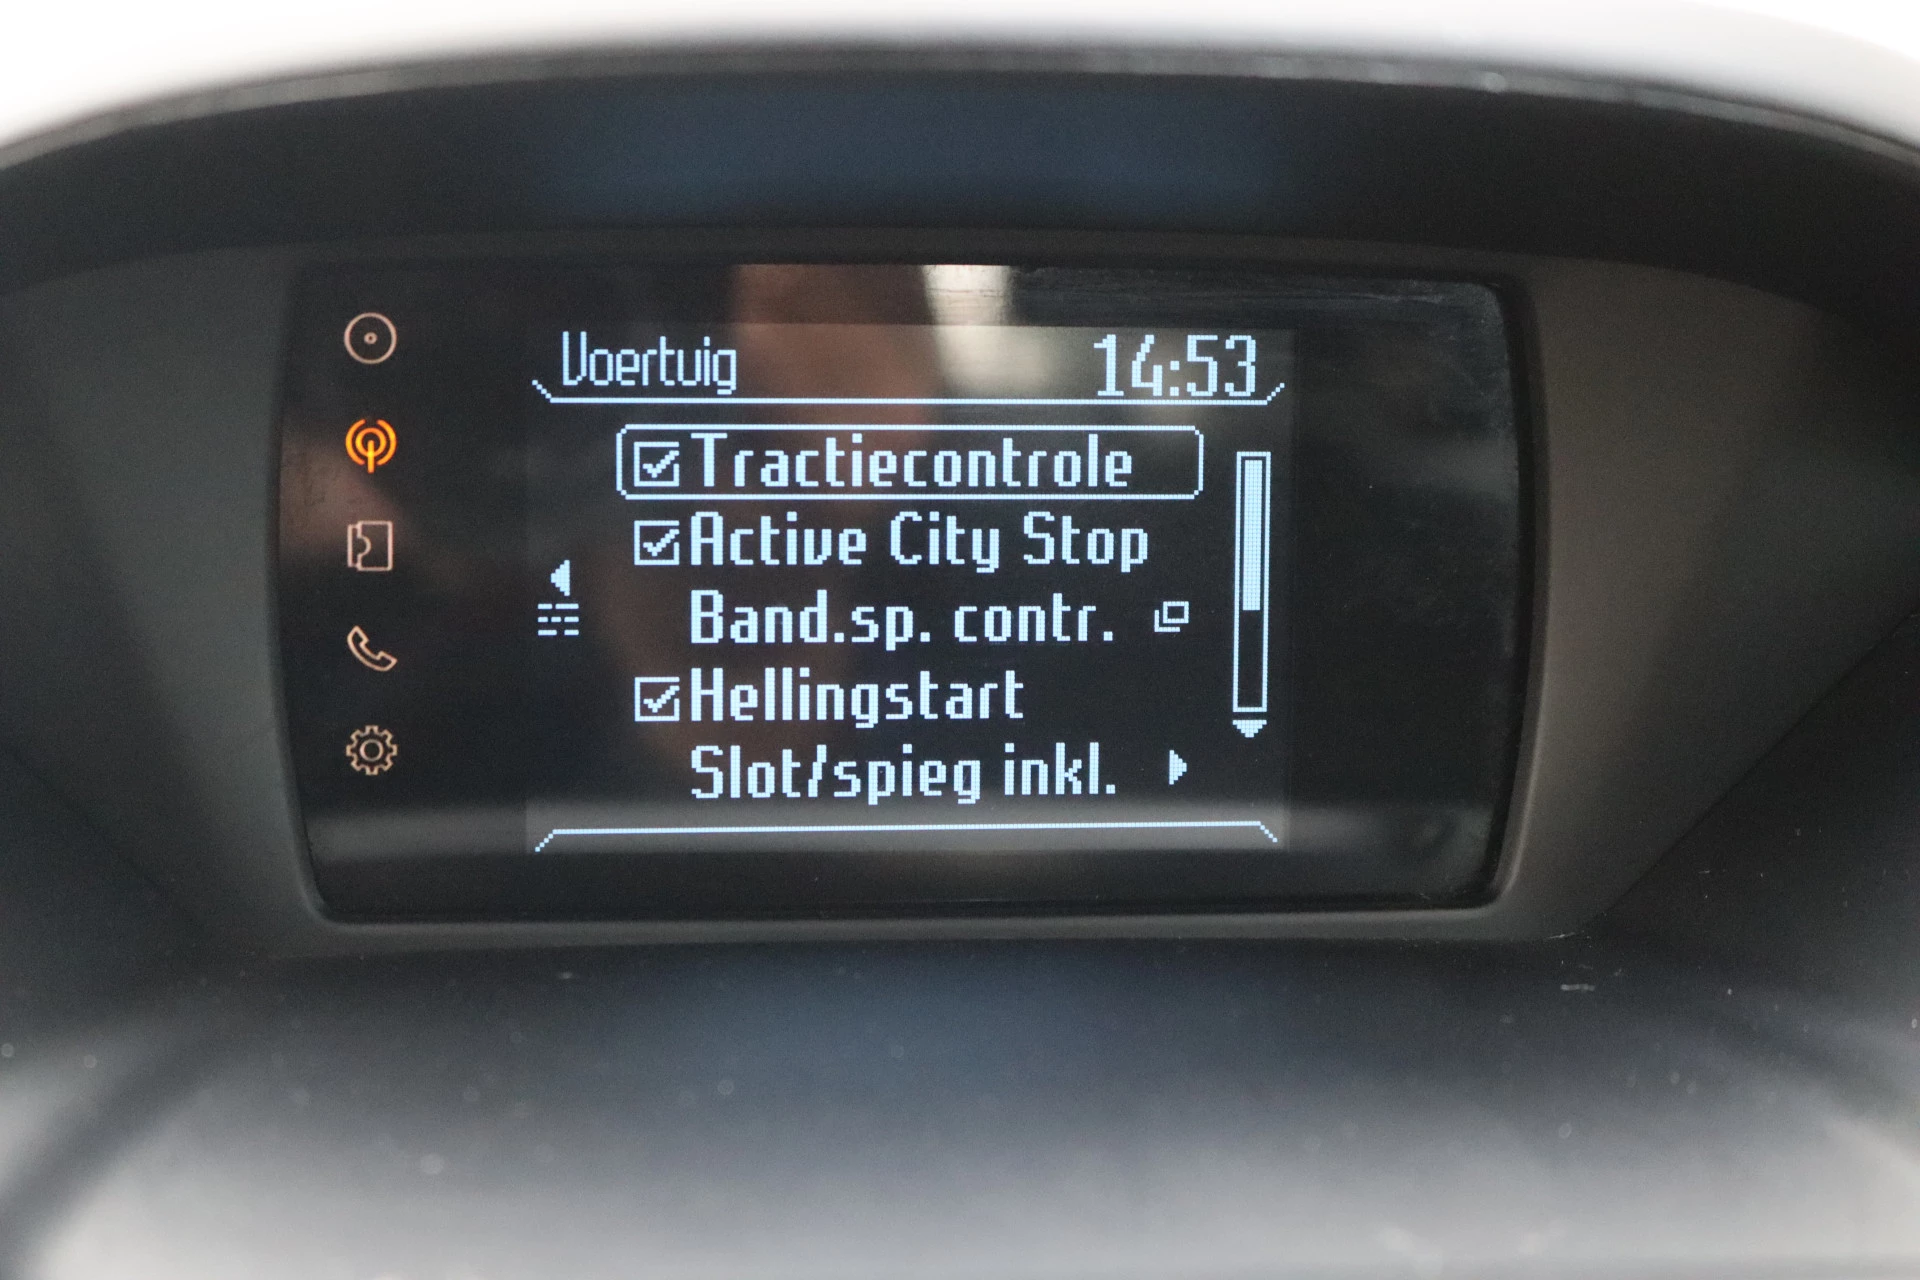 Voertuig 14:53
Tractiecontrole
Active City Stop
Band.sp. contr.
Hellingstart
Slot/spieg inkl.